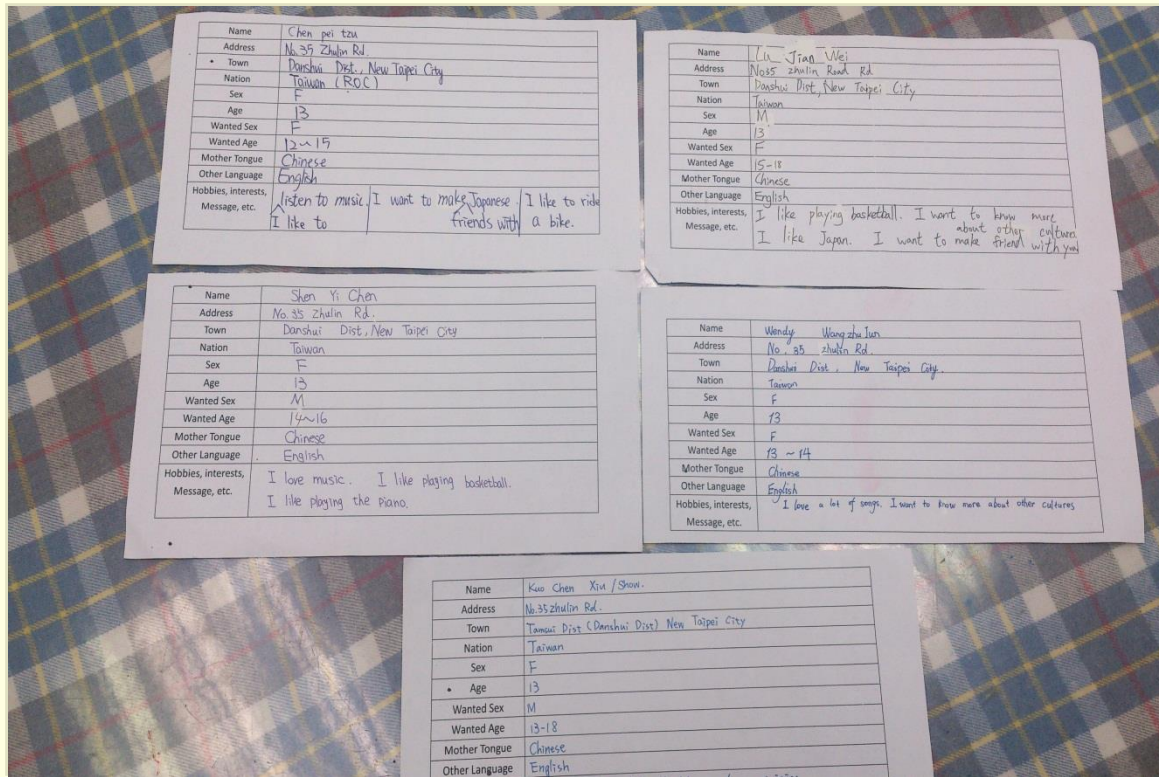 Name Chen pei tzu
Address No.35 Zhulin Rd.
Town Danshui Dist., New Taipei City
Nation Taiwan (ROC)
Sex F
Age 13
Wanted Sex F
Wanted Age 12~15
Mother Tongue Chinese
Other Language English
Hobbies, interests, listen to music. I want to make Japanese. I like to ride
Message, etc. I like to friends with a bike.
Name Lu Jian Wei
Address No35 zhulin Road Rd
Town Danshui Dist, New Taipei City
Nation Taiwan
Sex M
Age 13
Wanted Sex F
Wanted Age 15-18
Mother Tongue Chinese
Other Language English
Hobbies, interests, I like playing basketball. I want to know more
about other culture.
Message, etc. I like Japan. I want to make friend with you
Name Shen Yi Chen
Address No.35 Zhulin Rd.
Town Danshui Dist, New Taipei City
Nation Taiwan
Sex F
Age 13
Wanted Sex M
Wanted Age 14~16
Mother Tongue Chinese
Other Language English
Hobbies, interests, I love music. I like playing basketball.
Message, etc. I like playing the piano.
Name Wendy Wang zhu Jun
Address No. 35 zhulin Rd.
Town Danshui Dist, New Taipei City.
Nation Taiwan
Sex F
Age 13
Wanted Sex F
Wanted Age 13 ~ 14
Mother Tongue Chinese
Other Language English
Hobbies, interests, I love a lot of songs. I want to know more about other cultures
Message, etc.
Name Kuo Chen Xiu / Show.
Address No.35 zhulin Rd.
Town Tamsui Dist (Danshui Dist) New Taipei City
Nation Taiwan
Sex F
Age 13
Wanted Sex M
Wanted Age 13-18
Mother Tongue Chinese
Other Language English